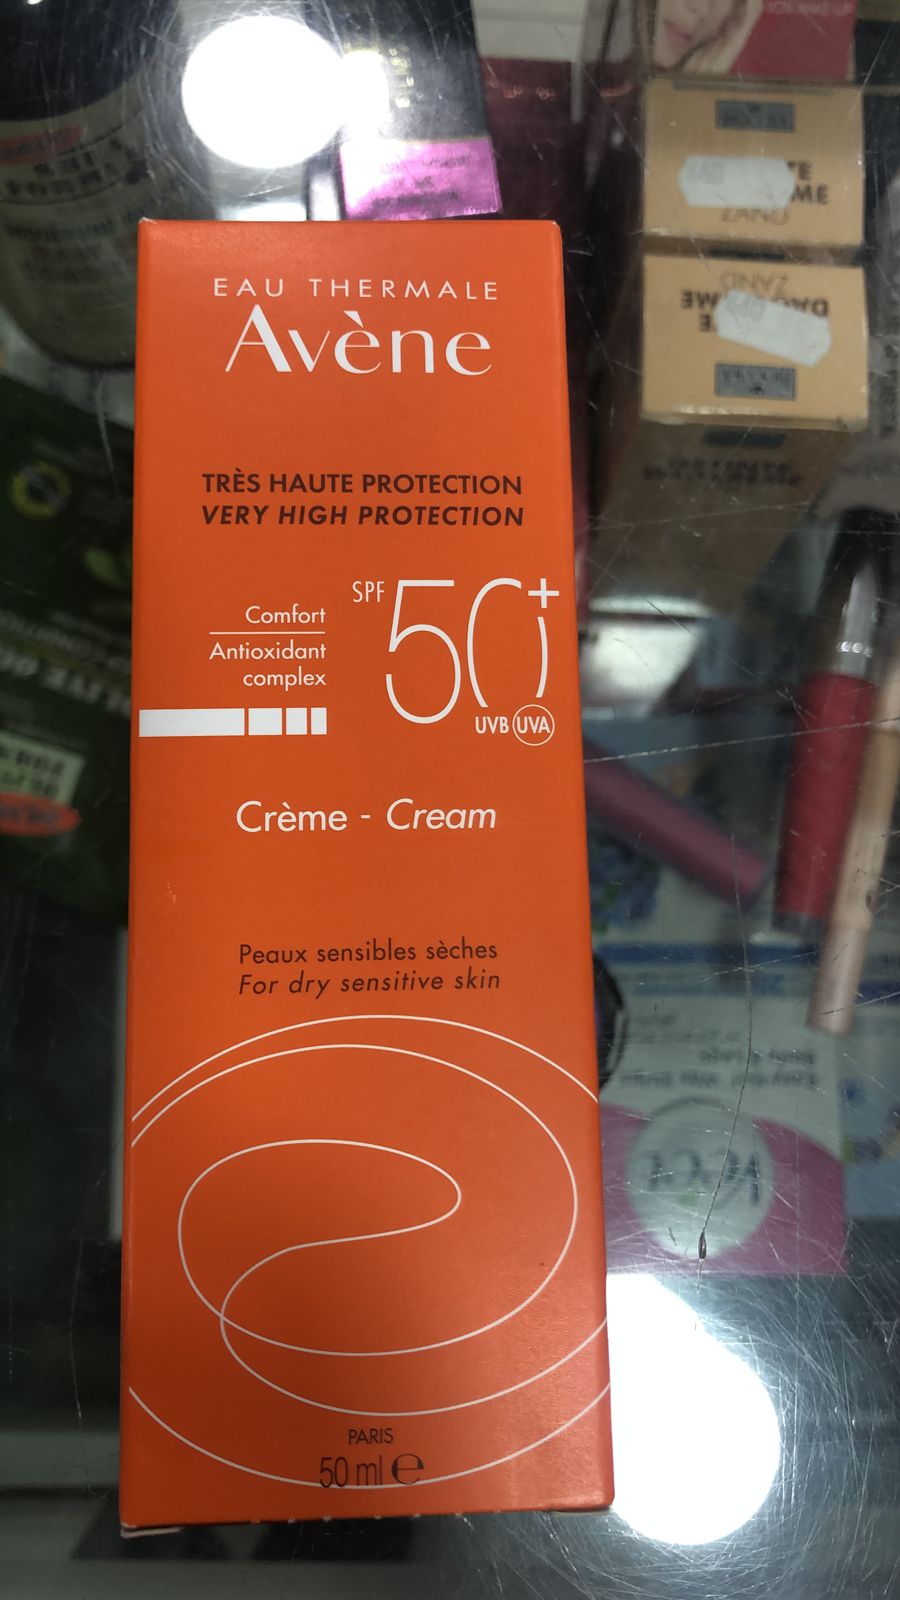 EAU THERMALE
Avène
TRÈS HAUTE PROTECTION
VERY HIGH PROTECTION
SPF 50+
Comfort
Antioxidant
complex
UVB UVA
Crème - Cream
Peaux sensibles sèches
For dry sensitive skin
PARIS
50 ml e